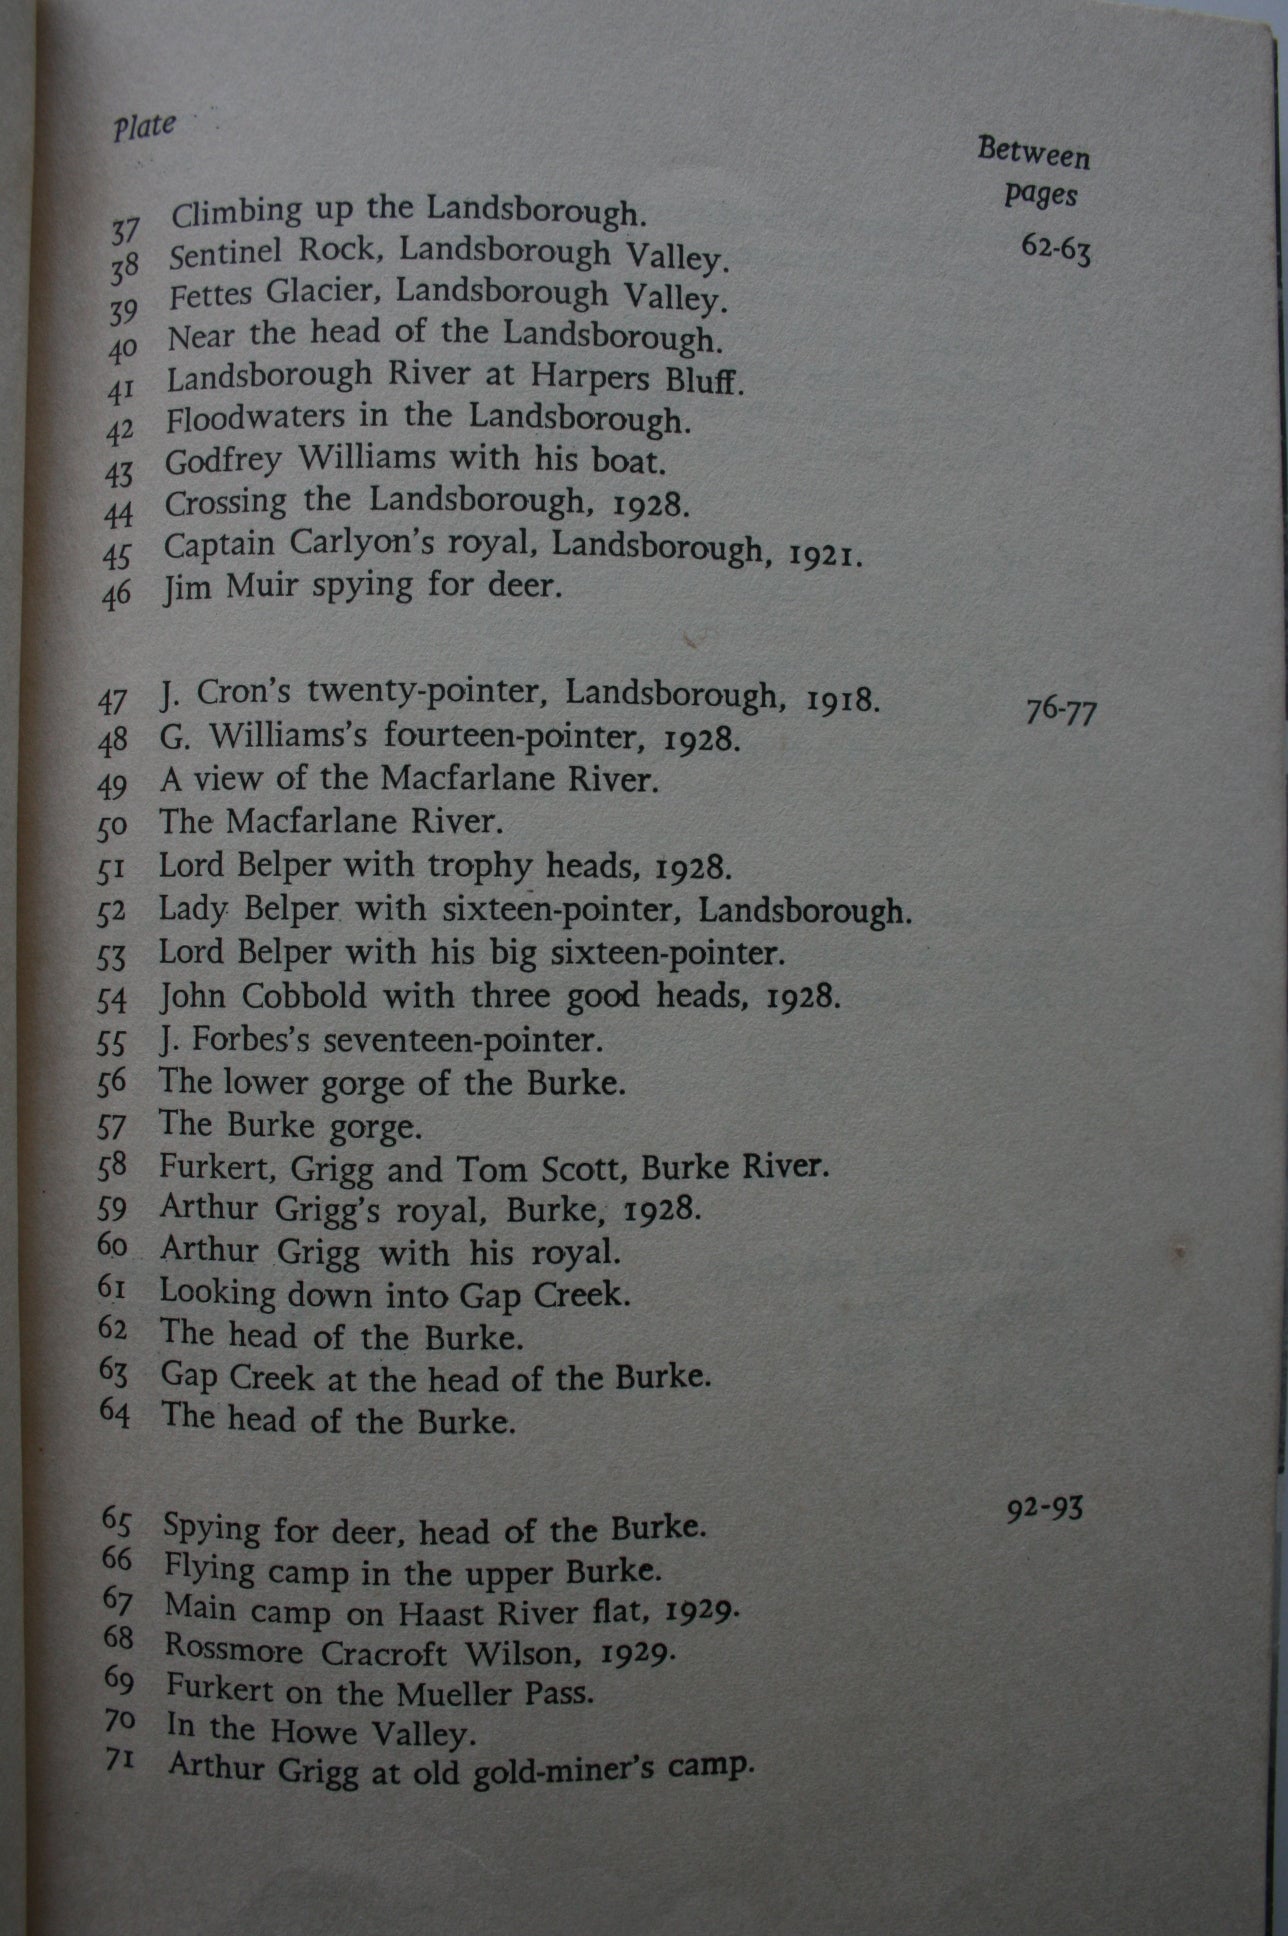 Plate
Between
pages
37 Climbing up the Landsborough. 62-63
38 Sentinel Rock, Landsborough Valley.
39 Fettes Glacier, Landsborough Valley.
40 Near the head of the Landsborough.
41 Landsborough River at Harpers Bluff.
42 Floodwaters in the Landsborough.
43 Godfrey Williams with his boat.
44 Crossing the Landsborough, 1928.
45 Captain Carlyon's royal, Landsborough, 1921.
46 Jim Muir spying for deer.
47 J. Cron's twenty-pointer, Landsborough, 1918. 76-77
48 G. Williams's fourteen-pointer, 1928.
49 A view of the Macfarlane River.
50 The Macfarlane River.
51 Lord Belper with trophy heads, 1928.
52 Lady Belper with sixteen-pointer, Landsborough.
53 Lord Belper with his big sixteen-pointer.
54 John Cobbold with three good heads, 1928.
55 J. Forbes's seventeen-pointer.
56 The lower gorge of the Burke.
57 The Burke gorge.
58 Furkert, Grigg and Tom Scott, Burke River.
59 Arthur Grigg's royal, Burke, 1928.
60 Arthur Grigg with his royal.
61 Looking down into Gap Creek.
62 The head of the Burke.
63 Gap Creek at the head of the Burke.
64 The head of the Burke.
65 Spying for deer, head of the Burke. 92-93
66 Flying camp in the upper Burke.
67 Main camp on Haast River flat, 1929.
68 Rossmore Cracroft Wilson, 1929.
69 Furkert on the Mueller Pass.
70 In the Howe Valley.
71 Arthur Grigg at old gold-miner's camp.